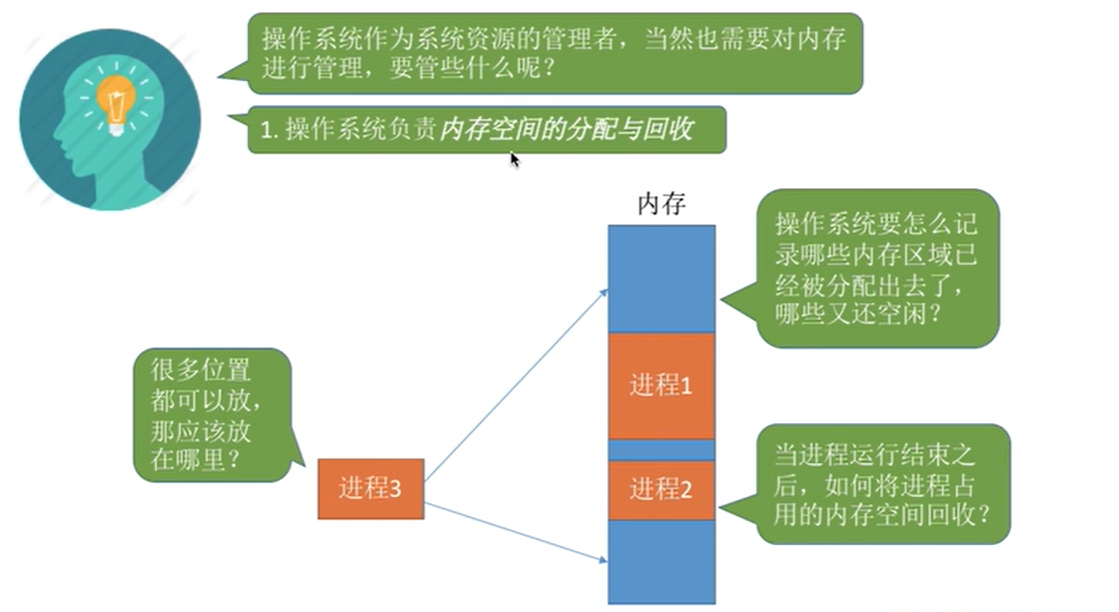 操作系统作为系统资源的管理者，当然也需要对内存
进行管理，要管些什么呢？
1. 操作系统负责内存空间的分配与回收
内存
操作系统要怎么记
录哪些内存区域已
经被分配出去了，
哪些又还空闲？
很多位置
都可以放，
那应该放
在哪里？
进程1
进程3
进程2
当进程运行结束之
后，如何将进程占
用的内存空间回收？